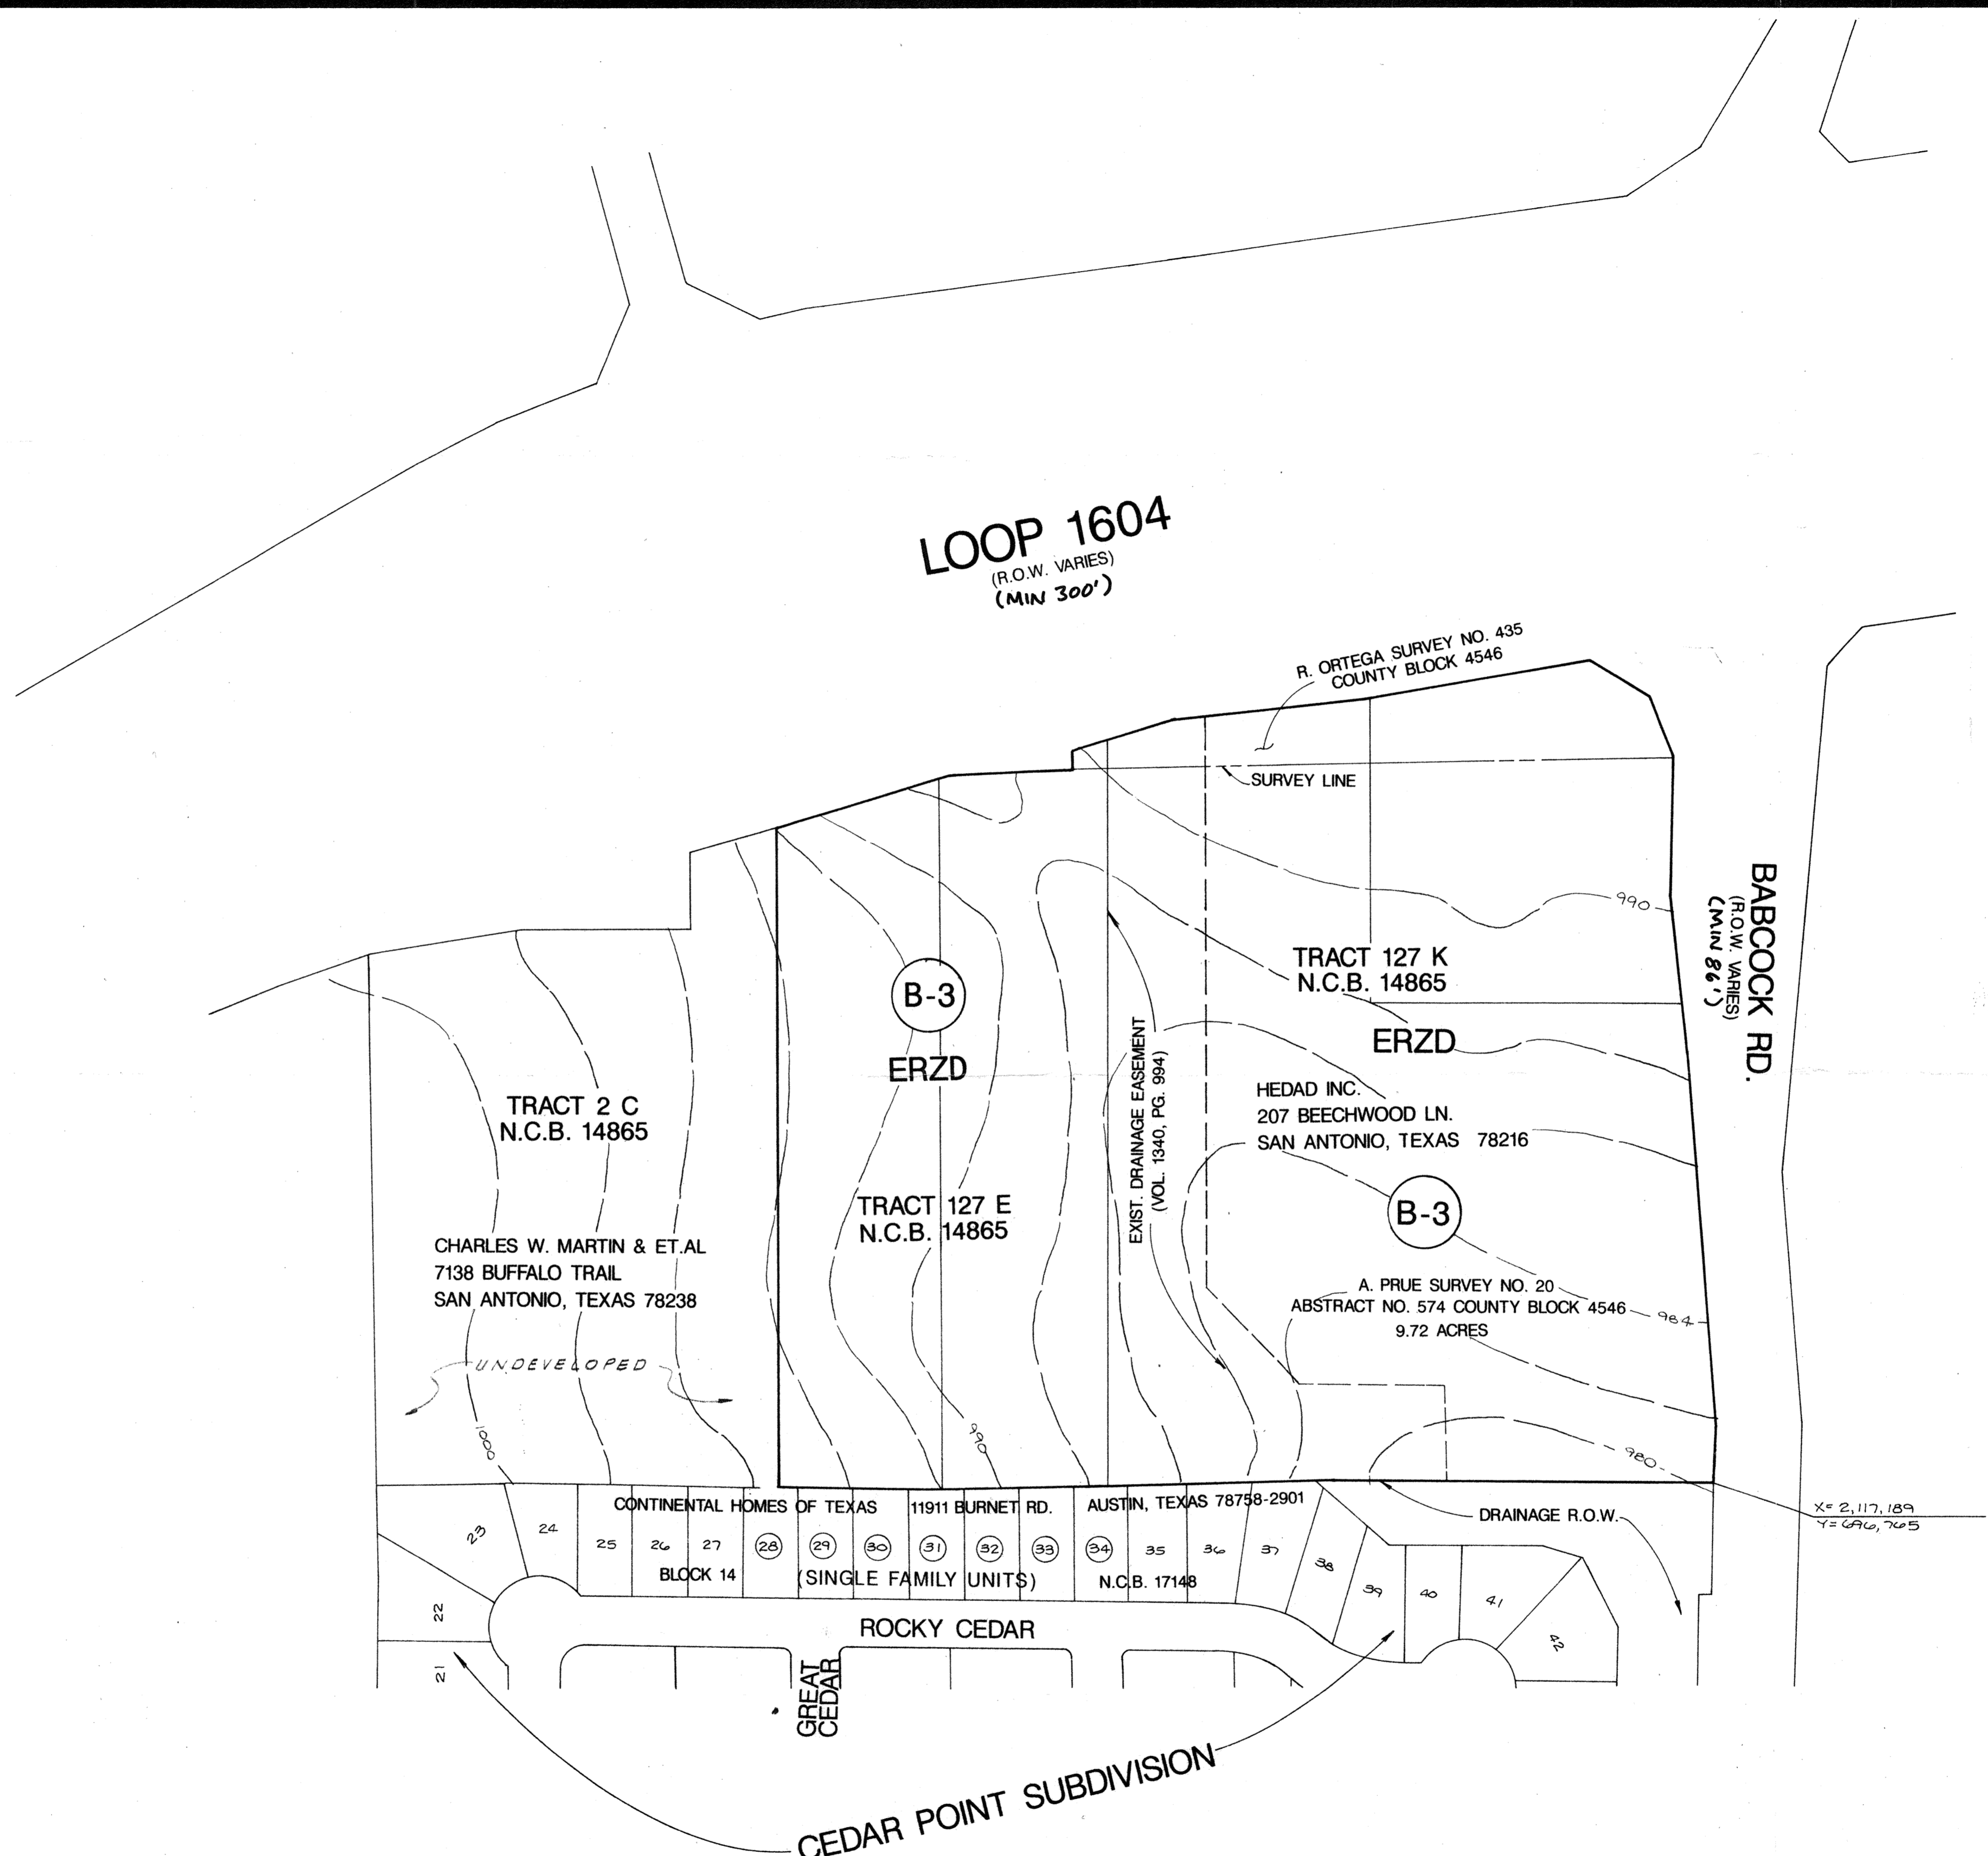 LOOP 1604
(R.O.W. VARIES)
(MIN 300')
R. ORTEGA SURVEY NO. 435
COUNTY BLOCK 4546
SURVEY LINE
BABCOCK RD.
(R.O.W. VARIES)
(MIN 86')
990
TRACT 127 K
N.C.B. 14865
ERZD
B-3
ERZD
EXIST. DRAINAGE EASEMENT
(VOL. 1340, PG. 994)
HEDAD INC.
207 BEECHWOOD LN.
SAN ANTONIO, TEXAS 78216
B-3
TRACT 2 C
N.C.B. 14865
TRACT 127 E
N.C.B. 14865
CHARLES W. MARTIN & ET.AL
7138 BUFFALO TRAIL
SAN ANTONIO, TEXAS 78238
A. PRUE SURVEY NO. 20
ABSTRACT NO. 574 COUNTY BLOCK 4546
9.72 ACRES
984
UNDEVELOPED
1000
990
980
CONTINENTAL HOMES OF TEXAS 11911 BURNET RD. AUSTIN, TEXAS 78758-2901
DRAINAGE R.O.W.
X= 2,117,189
Y= 696,765
23
24
25
26
27
28
29
30
31
32
33
34
35
36
37
38
39
40
41
42
BLOCK 14
(SINGLE FAMILY UNITS)
N.C.B. 17148
22
21
ROCKY CEDAR
GREAT
CEDAR
CEDAR POINT SUBDIVISION